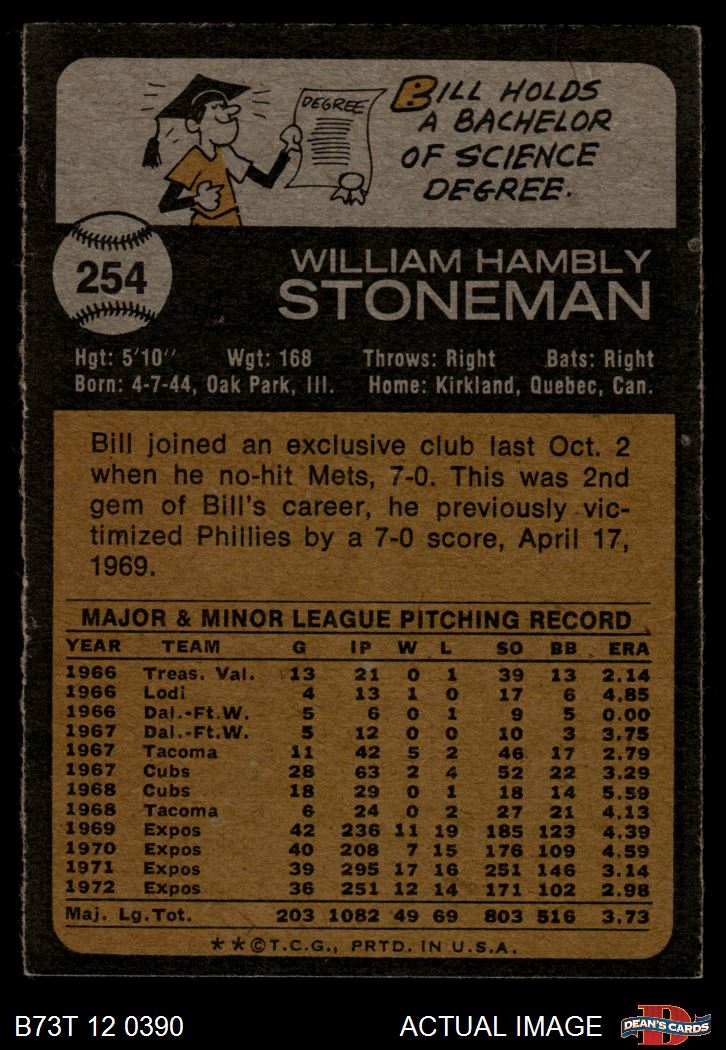 DEGREE
BILL HOLDS
A BACHELOR
OF SCIENCE
DEGREE.
254
WILLIAM HAMBLY
STONEMAN
Hgt: 5'10" Wgt: 168 Throws: Right Bats: Right
Born: 4-7-44, Oak Park, Ill. Home: Kirkland, Quebec, Can.
Bill joined an exclusive club last Oct. 2
when he no-hit Mets, 7-0. This was 2nd
gem of Bill's career, he previously vic-
timized Phillies by a 7-0 score, April 17,
1969.
MAJOR & MINOR LEAGUE PITCHING RECORD
YEAR TEAM G IP W L SO BB ERA
1966 Treas. Val. 13 21 0 1 39 13 2.14
1966 Lodi 4 13 1 0 17 6 4.85
1966 Dal.-Ft.W. 5 6 0 1 9 5 0.00
1967 Dal.-Ft.W. 5 12 0 0 10 3 3.75
1967 Tacoma 11 42 5 2 46 17 2.79
1967 Cubs 28 63 2 4 52 22 3.29
1968 Cubs 18 29 0 1 18 14 5.59
1968 Tacoma 6 24 0 2 27 21 4.13
1969 Expos 42 236 11 19 185 123 4.39
1970 Expos 40 208 7 15 176 109 4.59
1971 Expos 39 295 17 16 251 146 3.14
1972 Expos 36 251 12 14 171 102 2.98
Maj. Lg.Tot. 203 1082 49 69 803 516 3.73
**©T.C.G., PRTD. IN U.S.A.
B73T 12 0390 ACTUAL IMAGE D DEAN'S CARDS